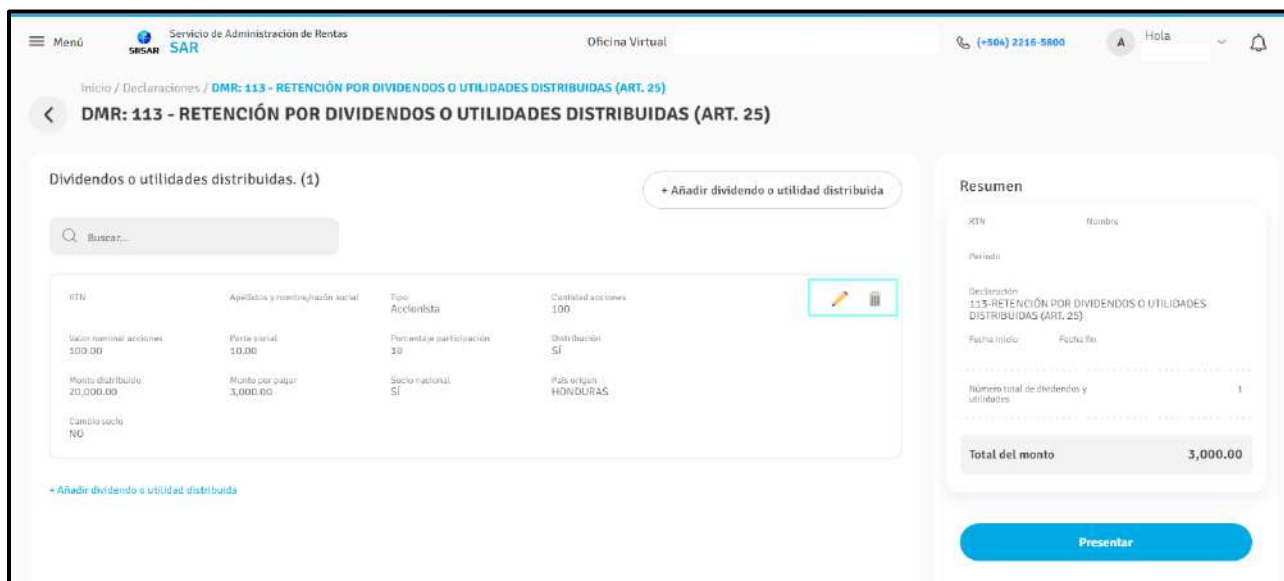 Menú
SIISAR
Servicio de Administración de Rentas
SAR
Oficina Virtual
(+504) 2216-5800
A
Hola
Inicio / Declaraciones / DMR: 113 - RETENCIÓN POR DIVIDENDOS O UTILIDADES DISTRIBUIDAS (ART. 25)
DMR: 113 - RETENCIÓN POR DIVIDENDOS O UTILIDADES DISTRIBUIDAS (ART. 25)
Dividendos o utilidades distribuidas. (1)
+ Añadir dividendo o utilidad distribuida
Buscar...
RTN
Apellidos y nombre/razón social
Tipo
Accionista
Cantidad acciones
100
Valor nominal acciones
100.00
Parte social
10.00
Porcentaje participación
10
Distribución
SÍ
Monto distribuido
20,000.00
Monto por pagar
3,000.00
Socio nacional
SÍ
País origen
HONDURAS
Cambio socio
NO
+ Añadir dividendo o utilidad distribuida
Resumen
RTN
Nombre
Periodo
Declaración
113-RETENCIÓN POR DIVIDENDOS O UTILIDADES
DISTRIBUIDAS (ART. 25)
Fecha inicio
Fecha fin
Número total de dividendos y
utilidades
1
Total del monto
3,000.00
Presentar